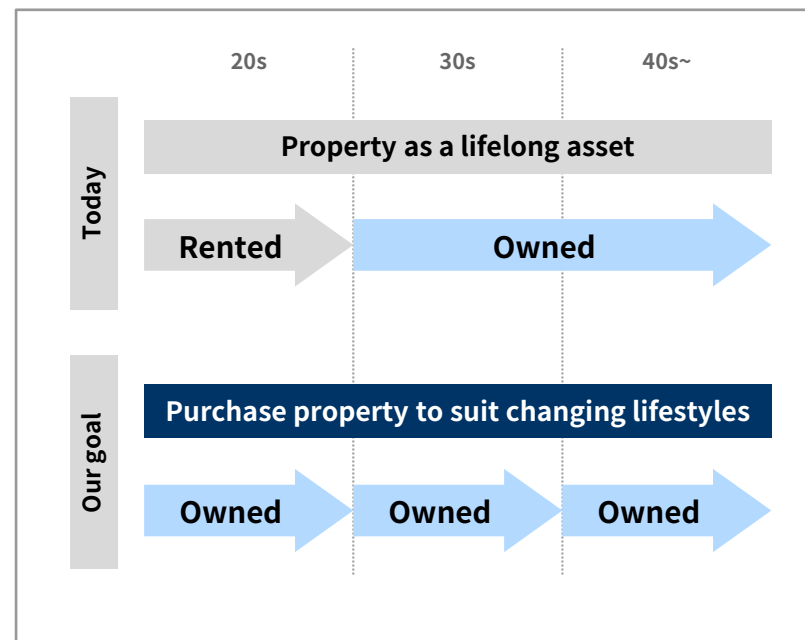 20s 30s 40s~
Today
Property as a lifelong asset
Rented Owned
Our goal
Purchase property to suit changing lifestyles
Owned Owned Owned